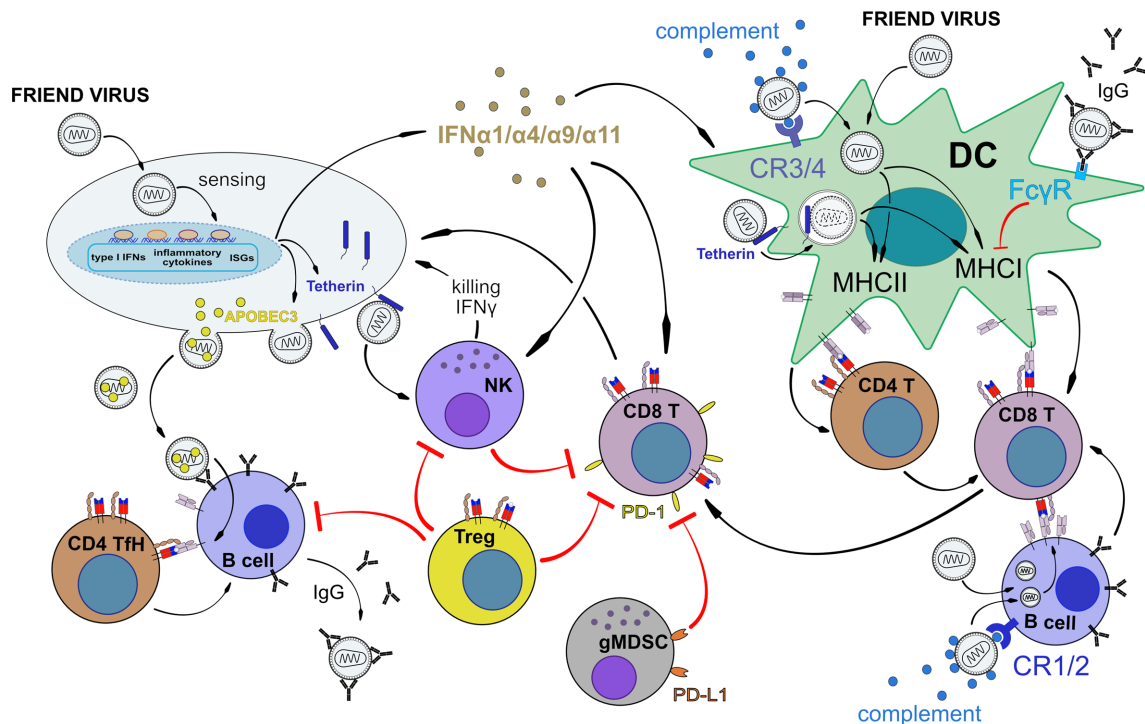 FRIEND VIRUS
sensing
type I IFNs
inflammatory
cytokines
ISGs
APOBEC3
Tetherin
IFNα1/α4/α9/α11
killing
IFNγ
NK
CD8 T
PD-1
Treg
gMDSC
PD-L1
CD4 TfH
B cell
IgG
complement
FRIEND VIRUS
IgG
CR3/4
DC
FcγR
Tetherin
MHCII
MHCI
CD4 T
CD8 T
B cell
CR1/2
complement